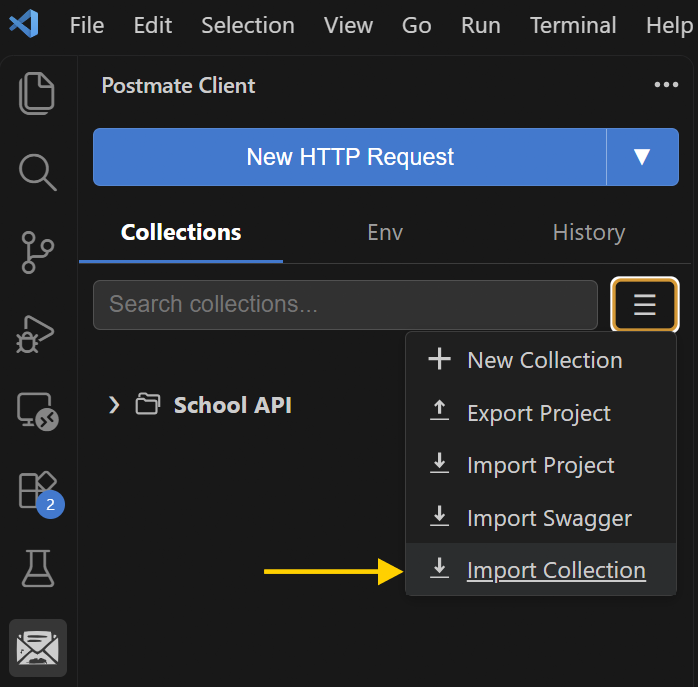 File Edit Selection View Go Run Terminal Help
Postmate Client
New HTTP Request
Collections Env History
Search collections...
New Collection
School API
Export Project
Import Project
Import Swagger
2
Import Collection